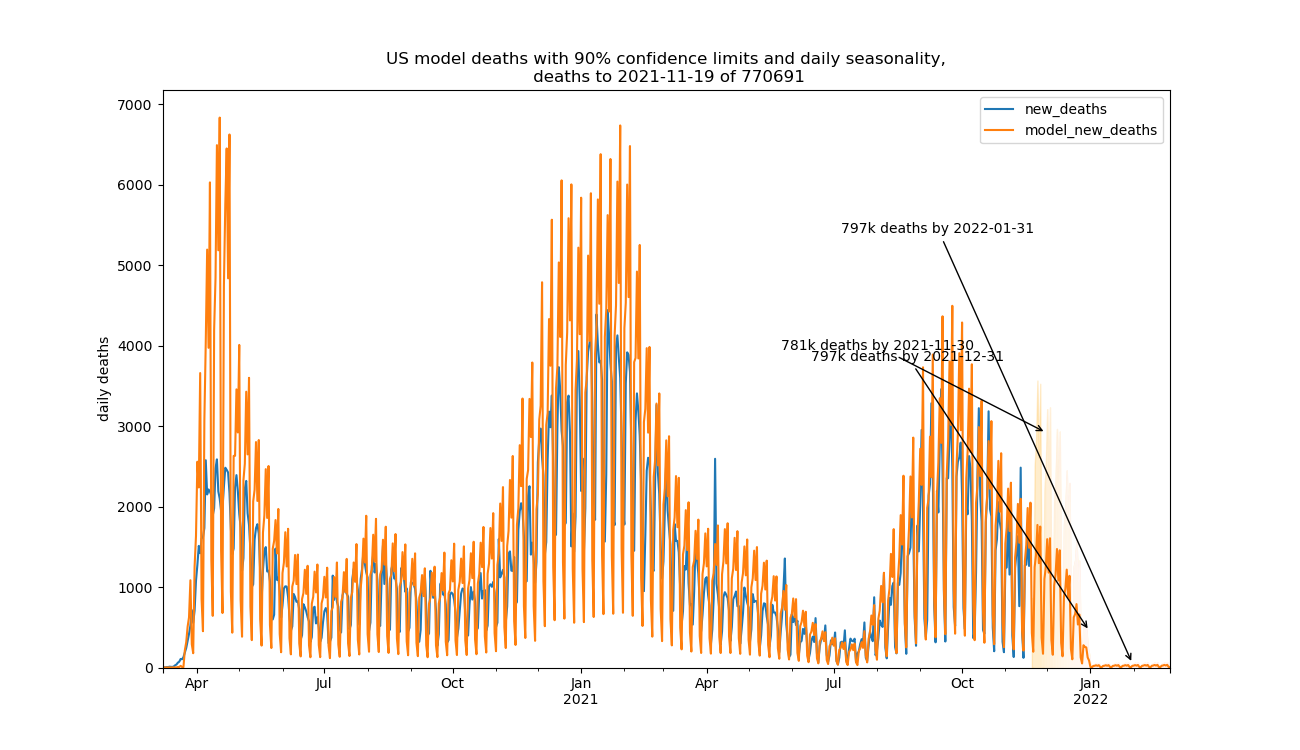 US model deaths with 90% confidence limits and daily seasonality,
deaths to 2021-11-19 of 770691
7000
6000
5000
4000
3000
2000
1000
0
daily deaths
new_deaths
model_new_deaths
797k deaths by 2022-01-31
781k deaths by 2021-11-30
797k deaths by 2021-12-31
Apr
Jul
Oct
Jan
2021
Apr
Jul
Oct
Jan
2022